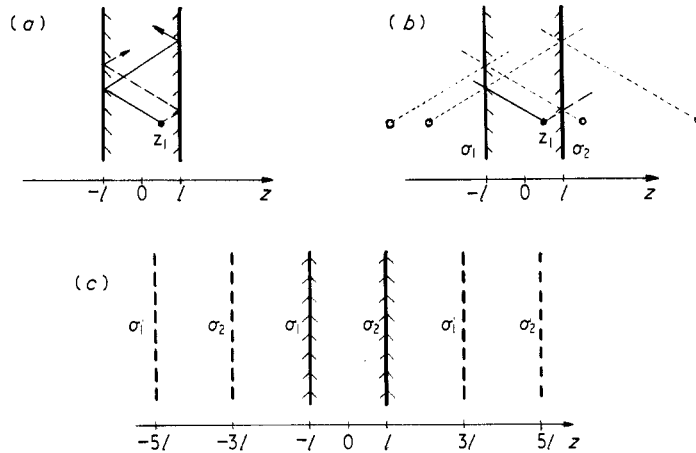 (a)
z₁
-l 0 l z
(b)
σ₁ z₁ σ₂
-l 0 l z
(c)
σ₁ σ₂ σ₁ σ₂ σ₁ σ₂
-5l -3l -l 0 l 3l 5l z